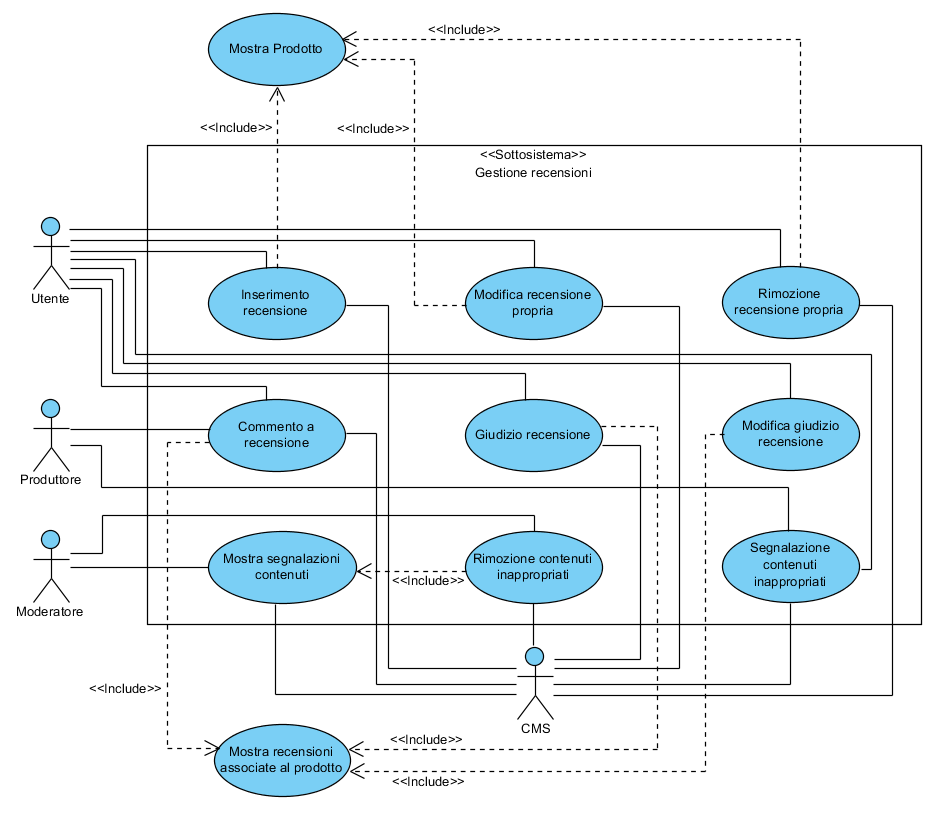 <<Include>>
Mostra Prodotto
<<Include>>
<<Include>>
<<Sottosistema>>
Gestione recensioni
Utente
Inserimento
recensione
Modifica recensione
propria
Rimozione
recensione propria
Produttore
Commento a
recensione
Giudizio recensione
Modifica giudizio
recensione
Moderatore
Mostra segnalazioni
contenuti
<<Include>>
Rimozione contenuti
inappropriati
Segnalazione
contenuti
inappropriati
CMS
<<Include>>
Mostra recensioni
associate al prodotto
<<Include>>
<<Include>>